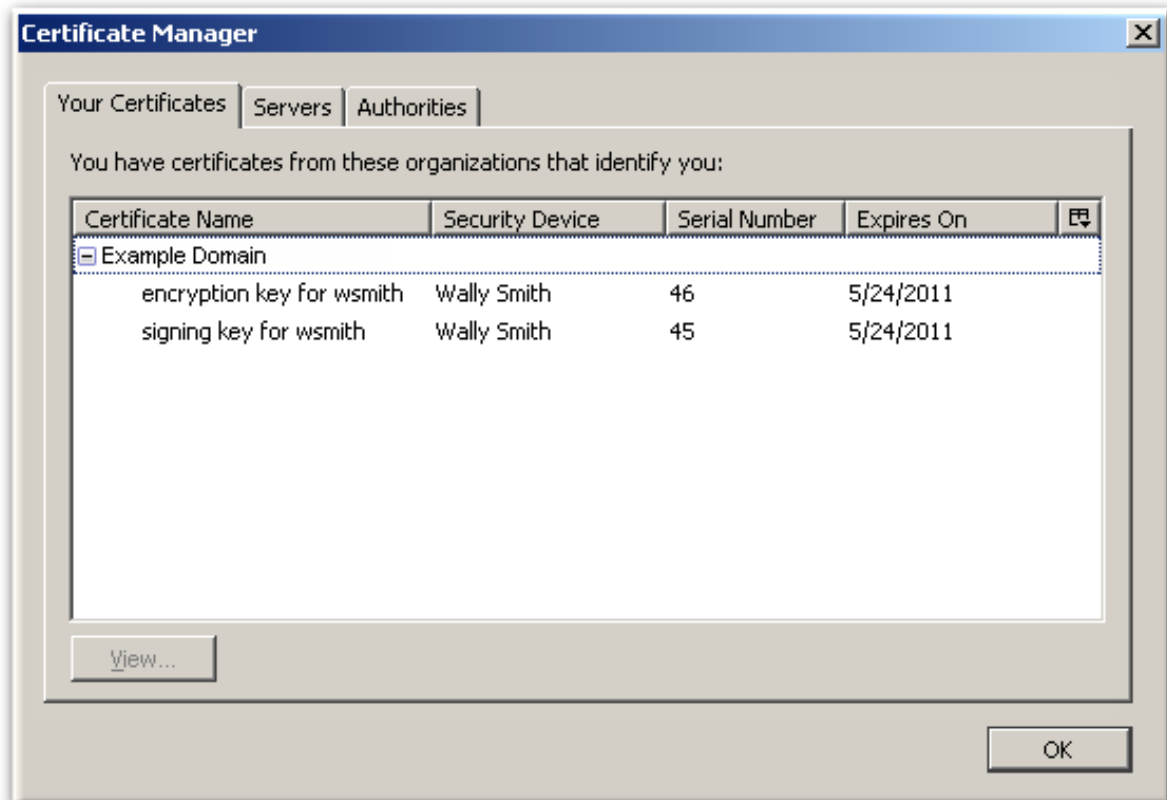 Certificate Manager
Your Certificates Servers Authorities
You have certificates from these organizations that identify you:
Certificate Name Security Device Serial Number Expires On
Example Domain
encryption key for wsmith Wally Smith 46 5/24/2011
signing key for wsmith Wally Smith 45 5/24/2011
View...
OK